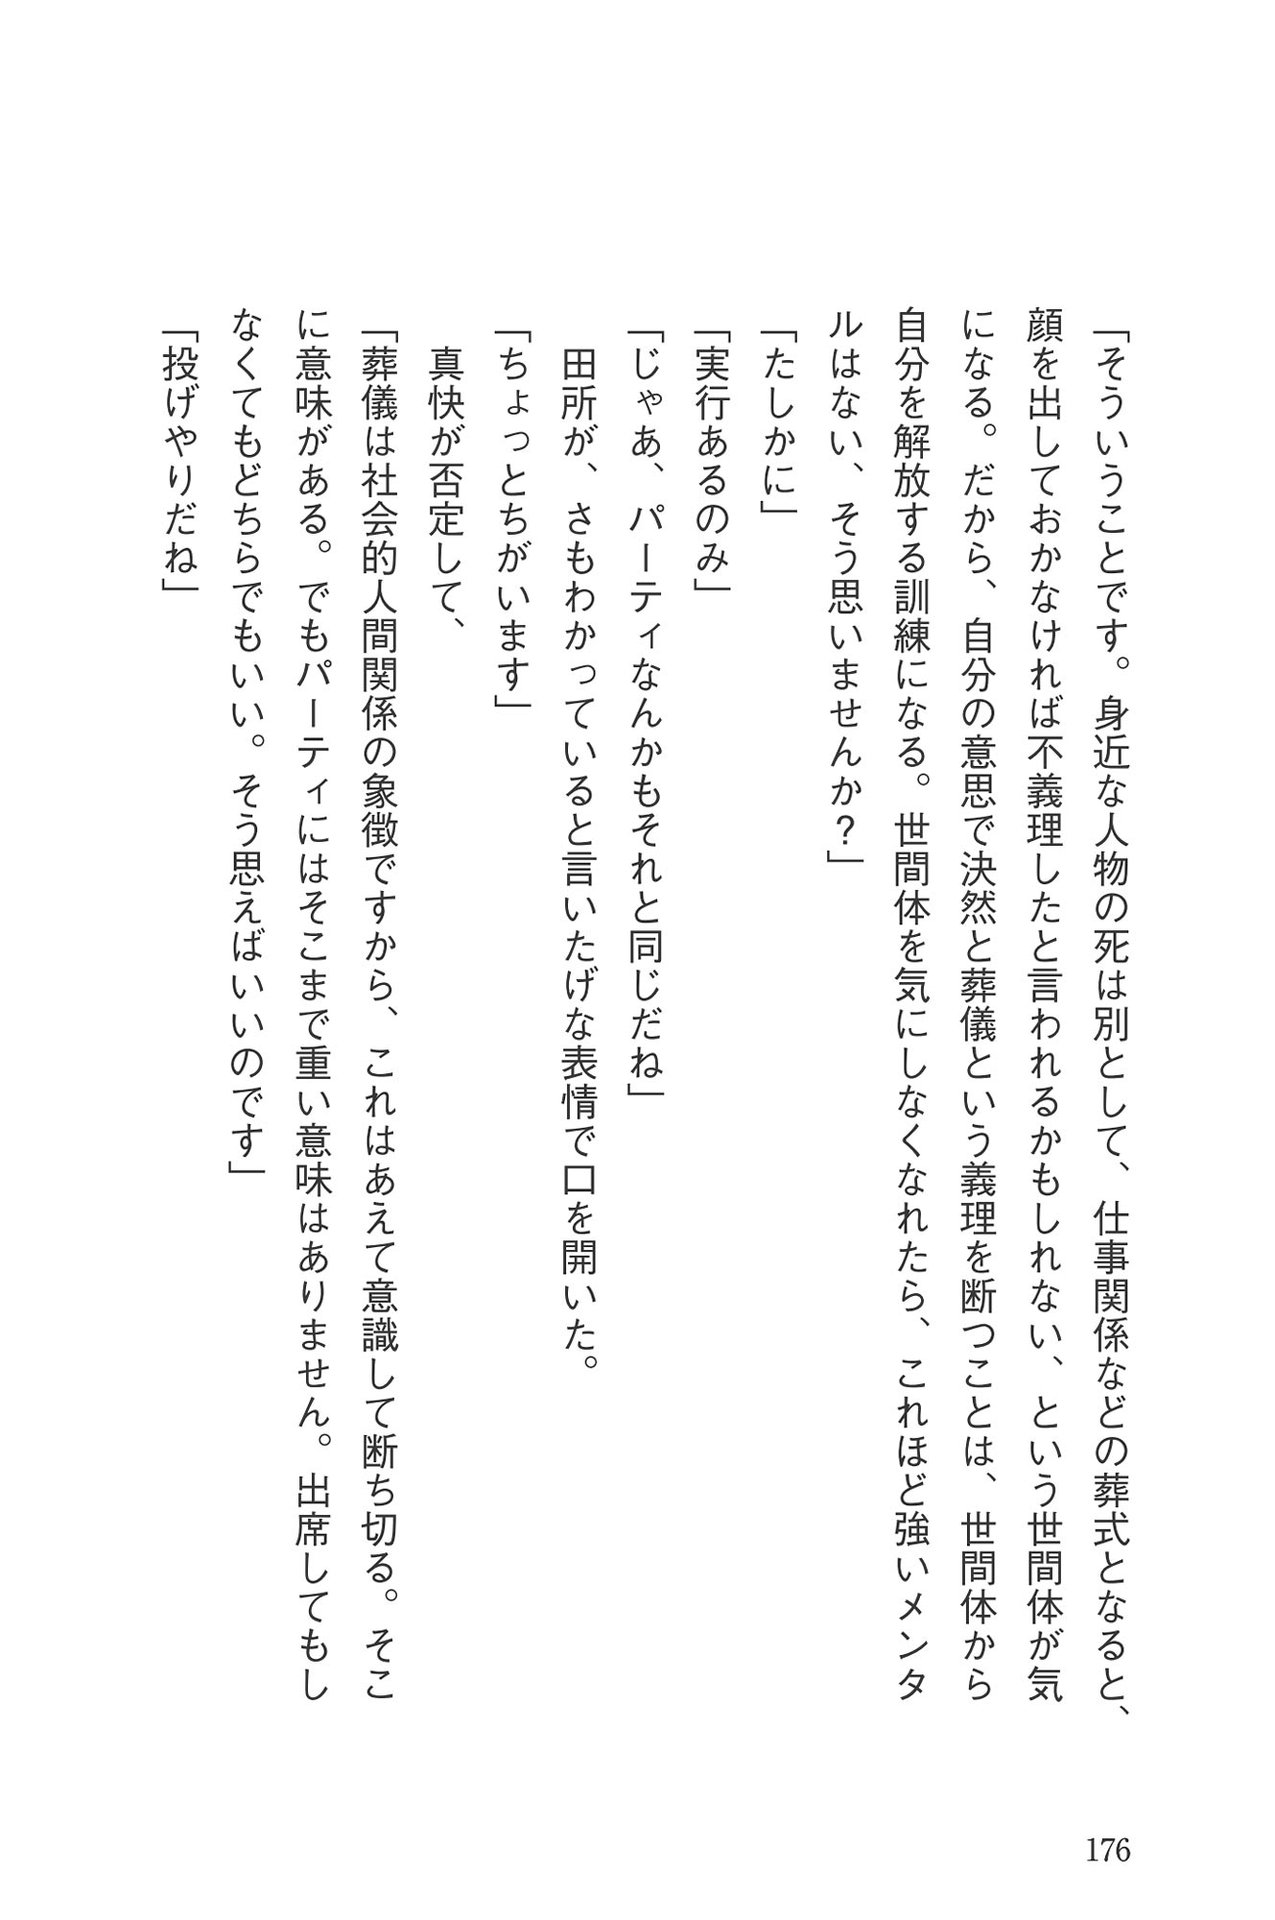 「そういうことです。身近な人物の死は別として、仕事関係などの葬式となると、
顔を出しておかなければ不義理したと言われるかもしれない、という世間体が気
になる。だから、自分の意思で決然と葬儀という義理を断つことは、世間体から
自分を解放する訓練になる。世間体を気にしなくなれたら、これほど強いメンタ
ルはない、そう思いませんか？」
「たしかに」
「実行あるのみ」
「じゃあ、パーティなんかもそれと同じだね」
　田所が、さもわかっていると言いたげな表情で口を開いた。
「ちょっとちがいます」
　真快が否定して、
「葬儀は社会的人間関係の象徴ですから、これはあえて意識して断ち切る。そこ
に意味がある。でもパーティにはそこまで重い意味はありません。出席してもし
なくてもどちらでもいい。そう思えばいいのです」
「投げやりだね」
176